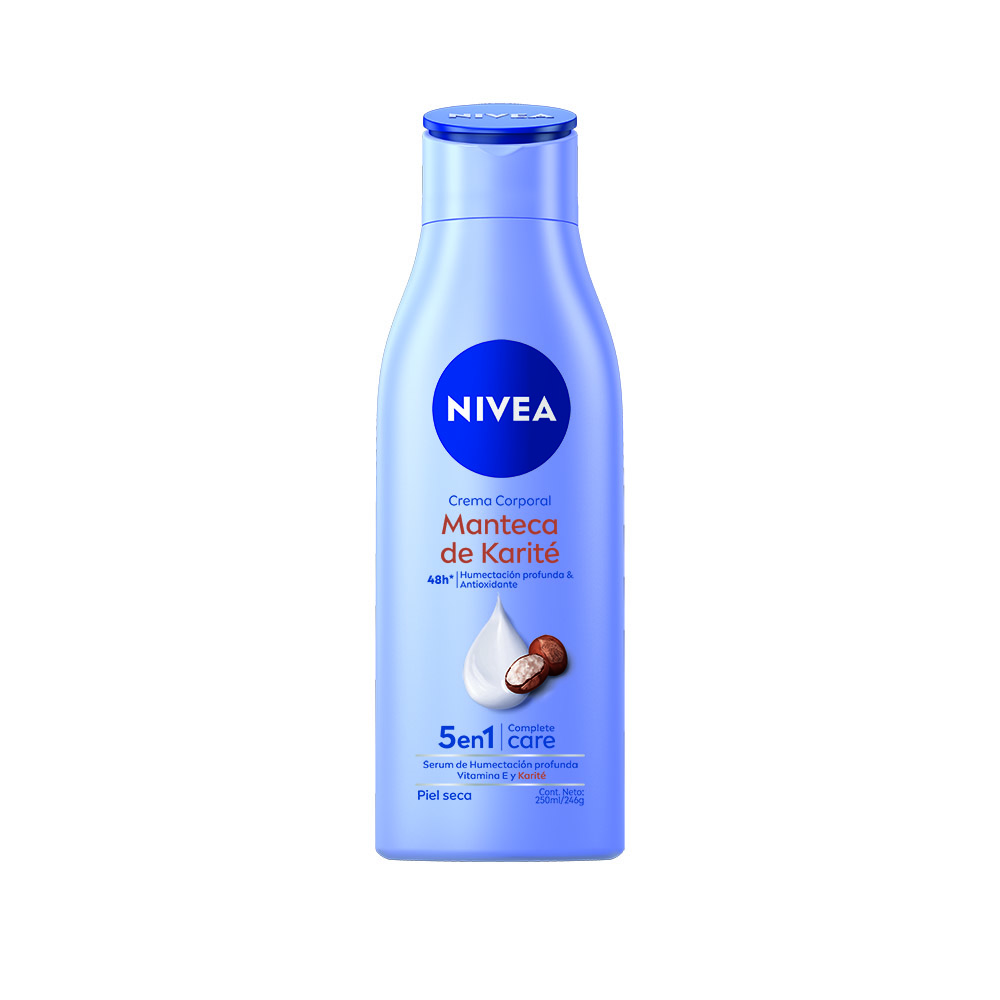 NIVEA
NIVEA
Crema Corporal
Manteca
de Karité
48h* Humectación profunda &
Antioxidante
5en1 Complete
care
Serum de Humectación profunda
Vitamina E y Karité
Piel seca
Cont. Neto:
250ml/246g